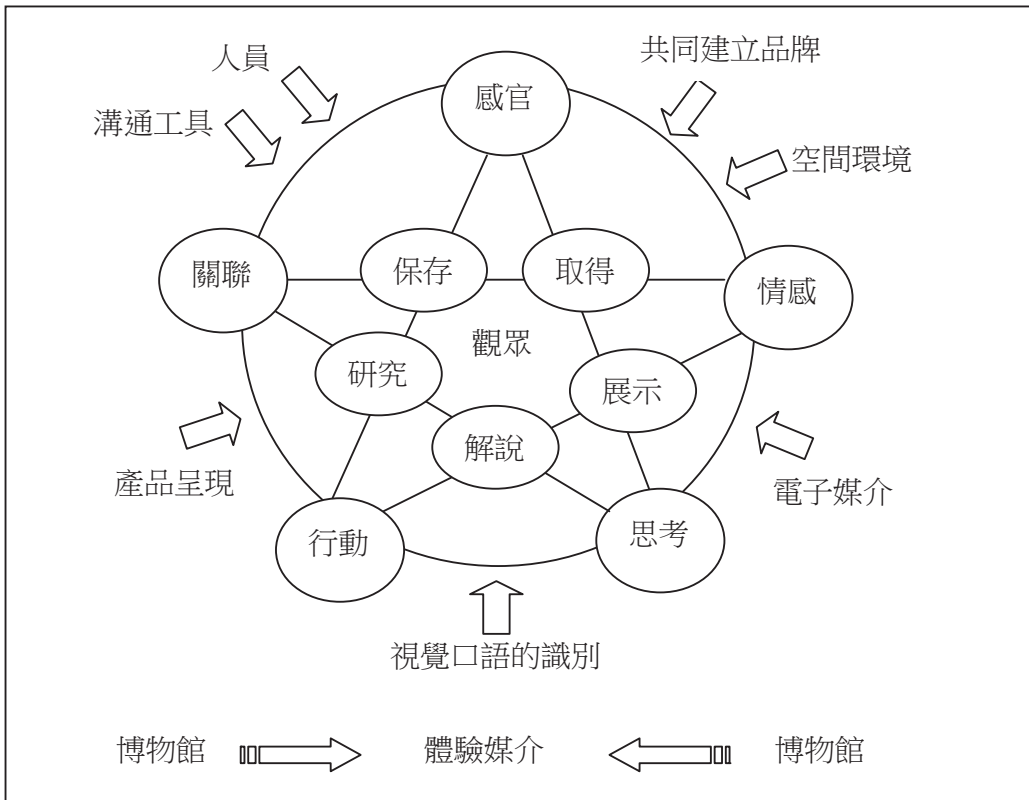 人員
共同建立品牌
感官
溝通工具
空間環境
關聯
保存
取得
情感
觀眾
研究
展示
解說
產品呈現
電子媒介
行動
思考
視覺口語的識別
博物館
體驗媒介
博物館